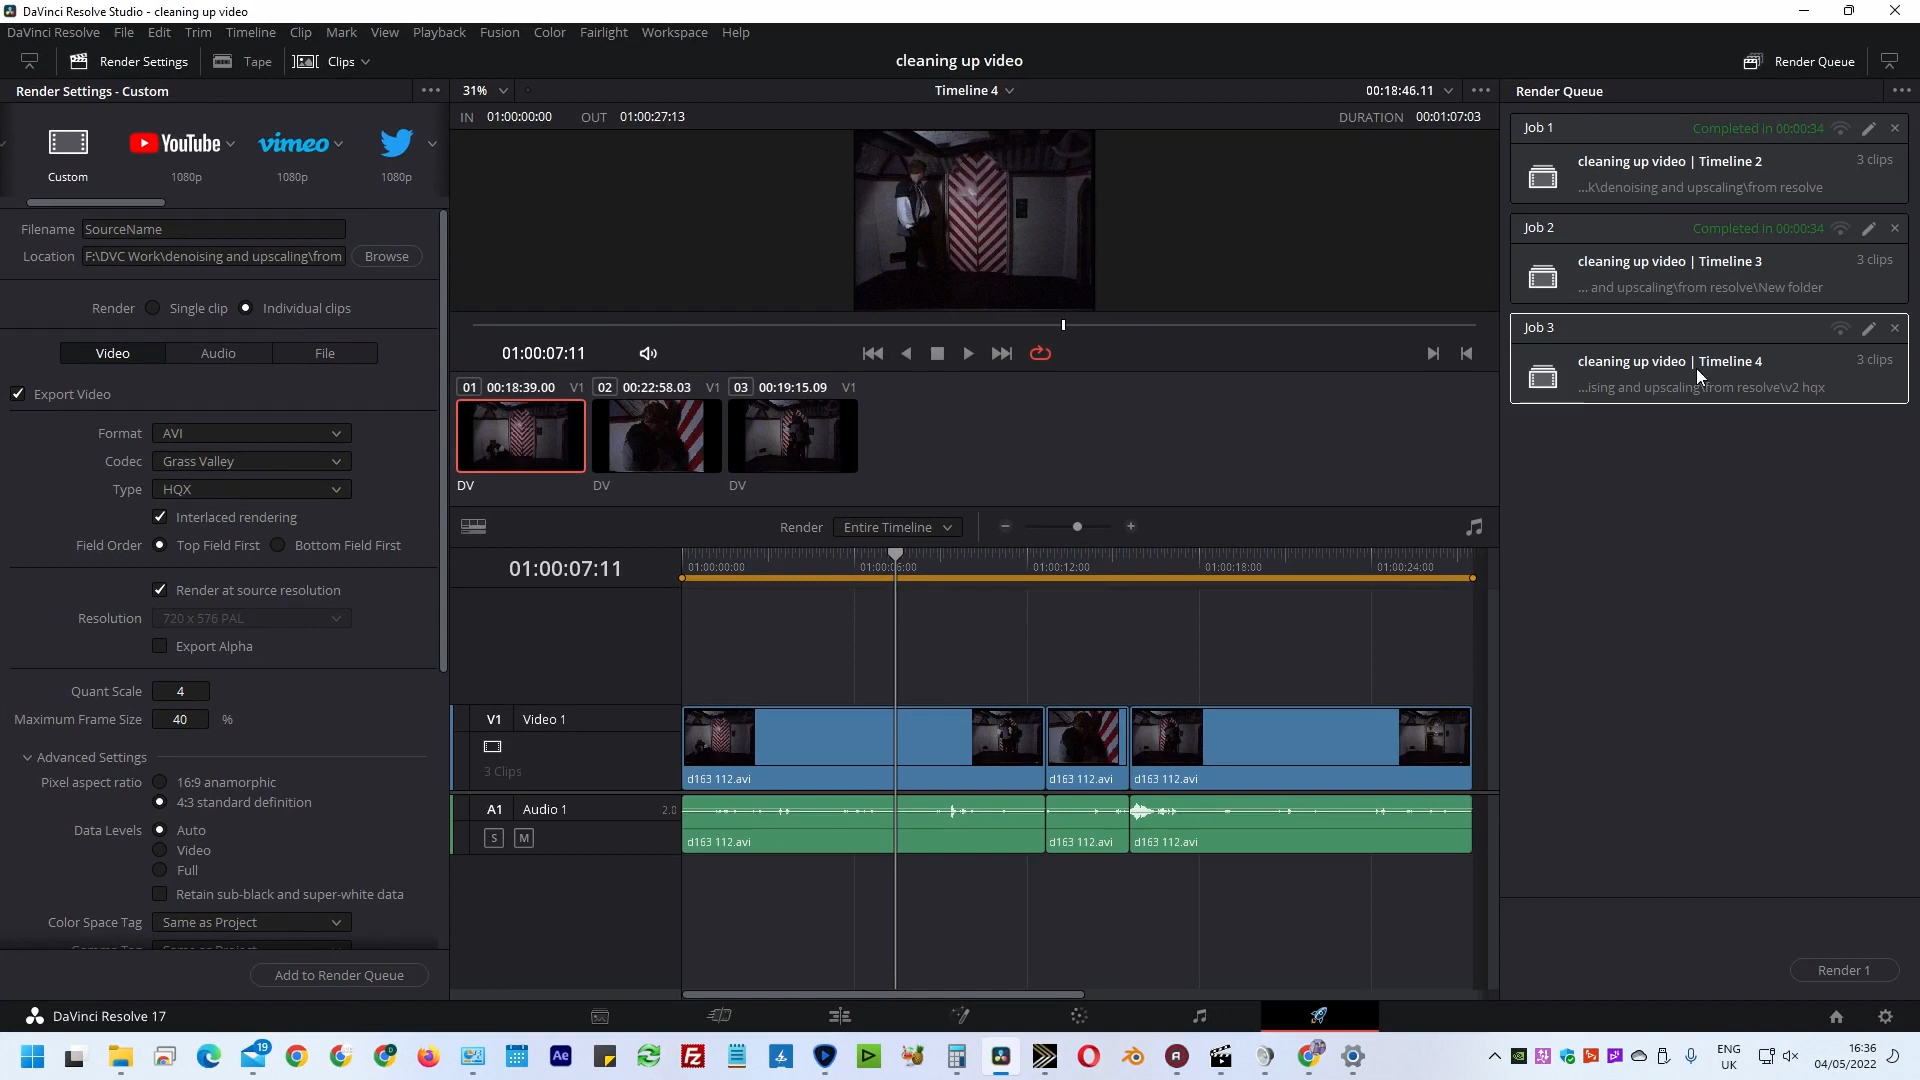 DaVinci Resolve Studio - cleaning up video
DaVinci Resolve File Edit Trim Timeline Clip Mark View Playback Fusion Color Fairlight Workspace Help
Render Settings Tape Clips
cleaning up video
Render Queue
Render Settings - Custom
YouTube
vimeo
Custom
1080p
1080p
1080p
Filename SourceName
Location F:\DVC Work\denoising and upscaling\from Browse
Render Single clip Individual clips
Video Audio File
Export Video
Format AVI
Codec Grass Valley
Type HQX
Interlaced rendering
Field Order Top Field First Bottom Field First
Render at source resolution
Resolution 720 x 576 PAL
Export Alpha
Quant Scale 4
Maximum Frame Size 40 %
Advanced Settings
Pixel aspect ratio 16:9 anamorphic
4:3 standard definition
Data Levels Auto
Video
Full
Retain sub-black and super-white data
Color Space Tag Same as Project
Add to Render Queue
31% Timeline 4 00:18:46.11
IN 01:00:00:00 OUT 01:00:27:13 DURATION 00:01:07:03
01:00:07:11
01 00:18:39.00 V1 02 00:22:58.03 V1 03 00:19:15.09 V1
DV DV DV
Render Entire Timeline
01:00:07:11
01:00:00:00 01:00:06:00 01:00:12:00 01:00:18:00 01:00:24:00
V1 Video 1
3 Clips
d163 112.avi d163 112.avi d163 112.avi
A1 Audio 1 2.0
S M
d163 112.avi d163 112.avi d163 112.avi
Render Queue
Job 1 Completed in 00:00:34
cleaning up video | Timeline 2 3 clips
...k\denoising and upscaling\from resolve
Job 2 Completed in 00:00:34
cleaning up video | Timeline 3 3 clips
... and upscaling\from resolve\New folder
Job 3
cleaning up video | Timeline 4 3 clips
...ising and upscaling\from resolve\v2 hqx
Render 1
DaVinci Resolve 17
19
Ae
Fz
ENG
UK
16:36
04/05/2022